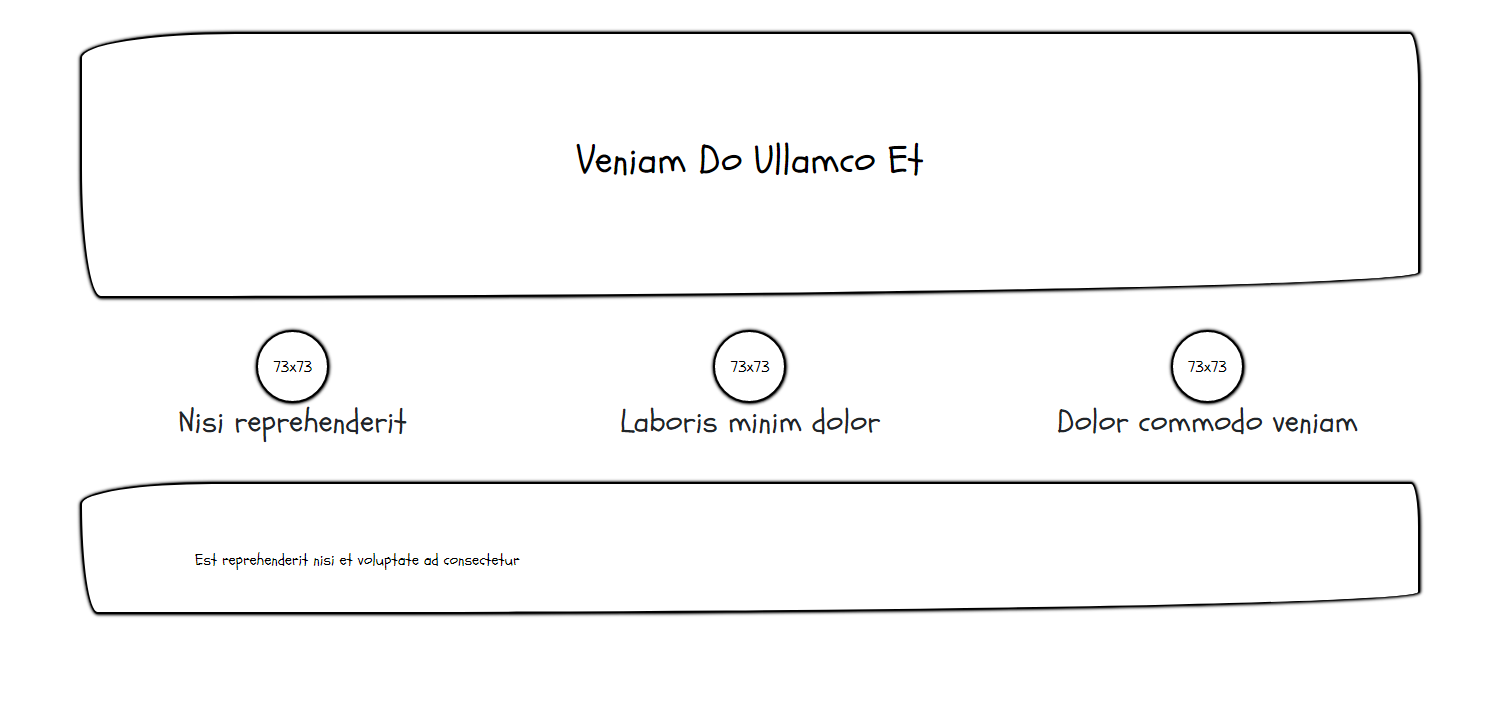 Veniam Do Ullamco Et
73x73
73x73
73x73
Nisi reprehenderit
Laboris minim dolor
Dolor commodo veniam
Est reprehenderit nisi et voluptate ad consectetur